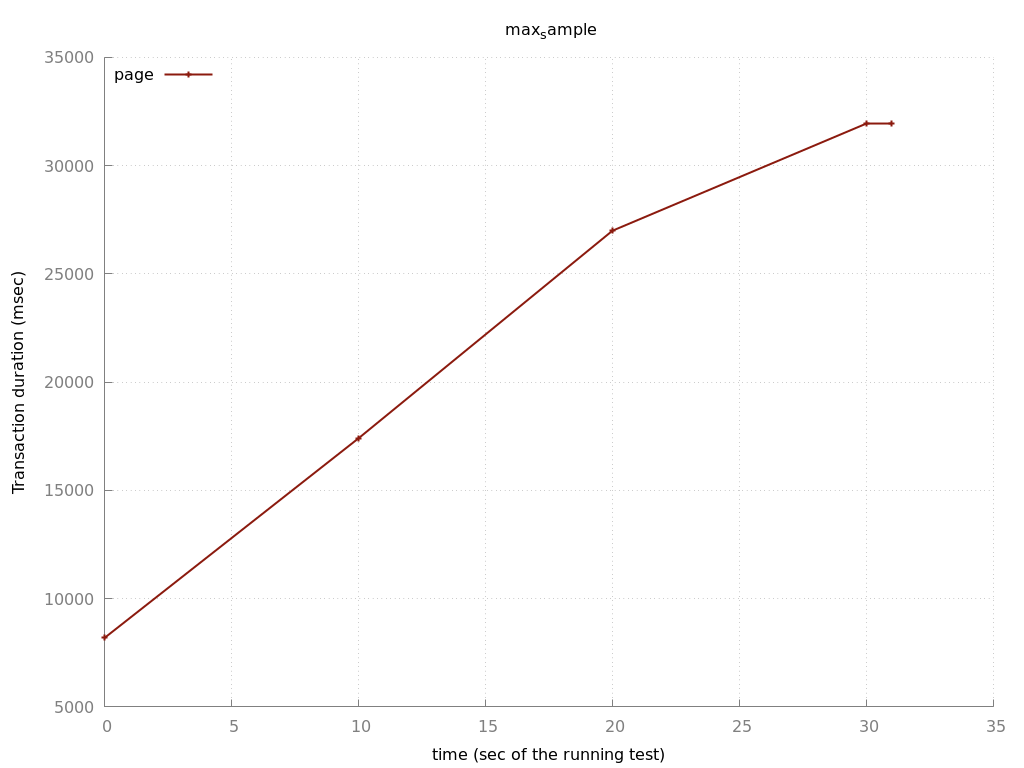 max_sample
page
35000
30000
25000
20000
15000
10000
5000
Transaction duration (msec)
0 5 10 15 20 25 30 35
time (sec of the running test)